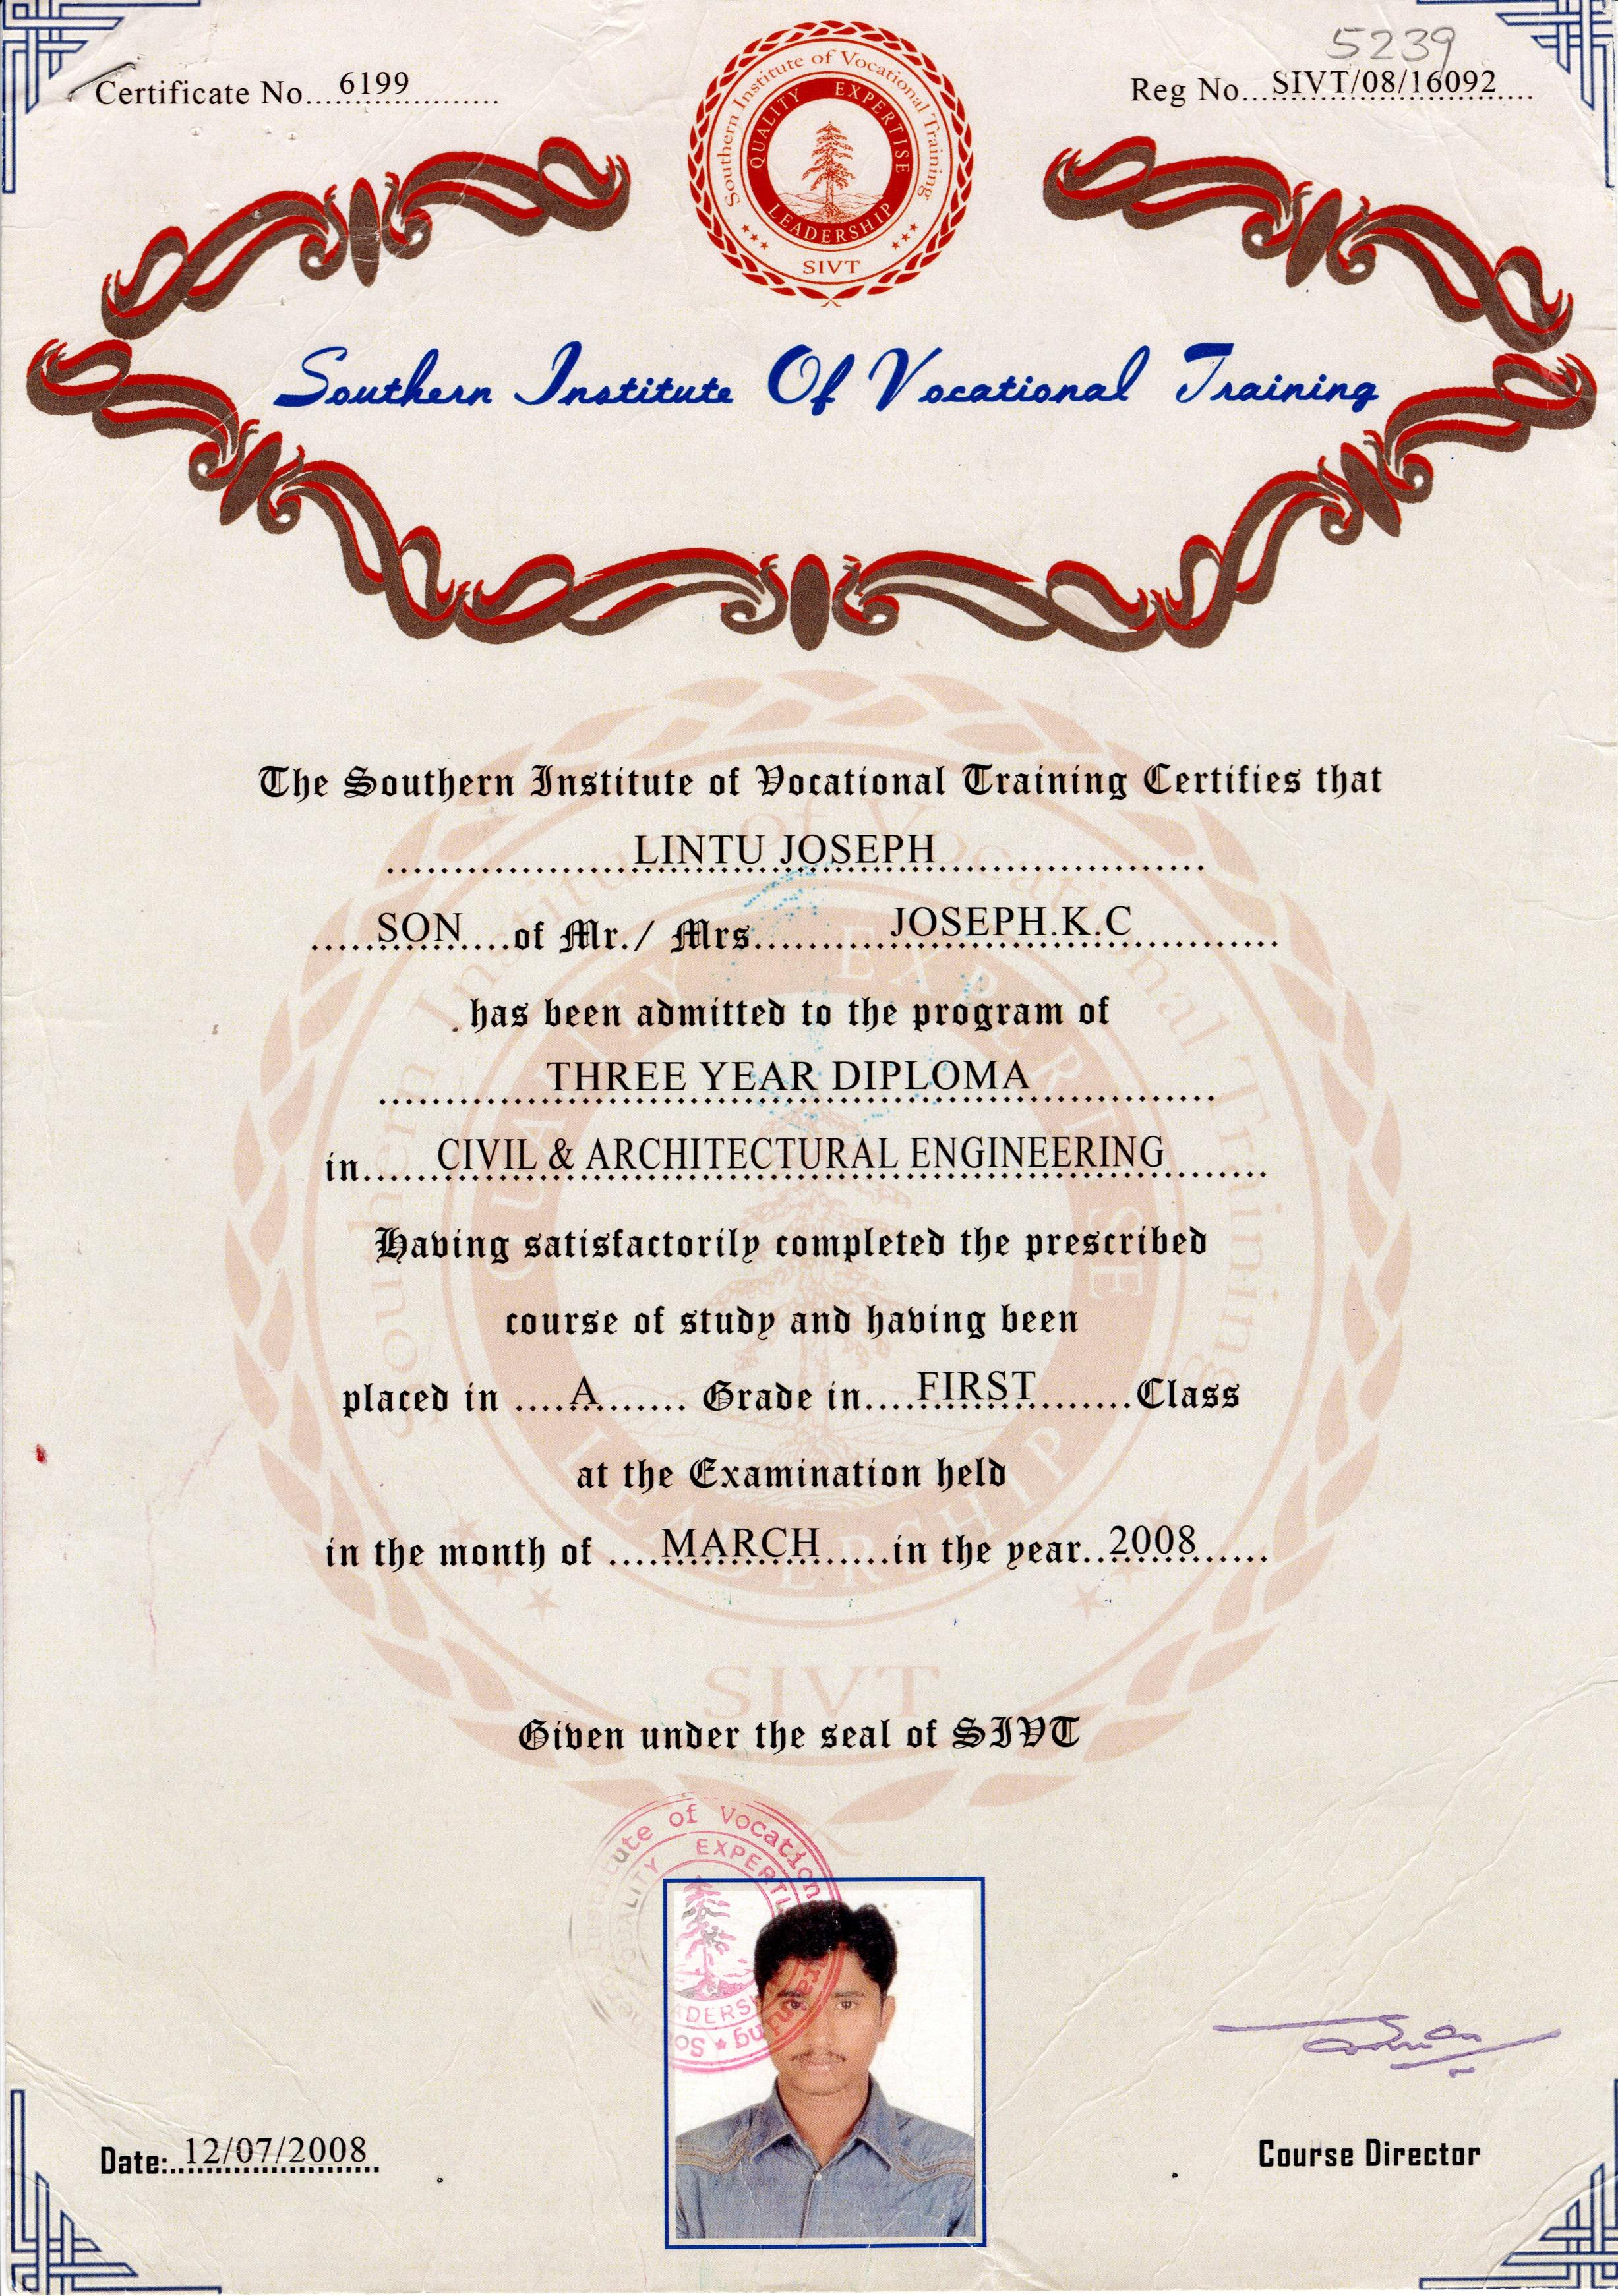 5239
Certificate No....6199....................
Reg No....SIVT/08/16092.....
Southern Institute of Vocational Training
QUALITY EXPERTISE
LEADERSHIP
SIVT
Southern Institute Of Vocational Training
The Southern Institute of Vocational Training Certifies that
LINTU JOSEPH
.....SON....of Mr./ Mrs...........JOSEPH.K.C...........
has been admitted to the program of
THREE YEAR DIPLOMA
in......CIVIL & ARCHITECTURAL ENGINEERING........
Having satisfactorily completed the prescribed
course of study and having been
placed in ....A....... Grade in....FIRST.........Class
at the Examination held
in the month of ....MARCH......in the year..2008......
SIVT
Given under the seal of SIVT
Institute of Vocation
QUALITY EXPERTI
Date:..12/07/2008
Course Director